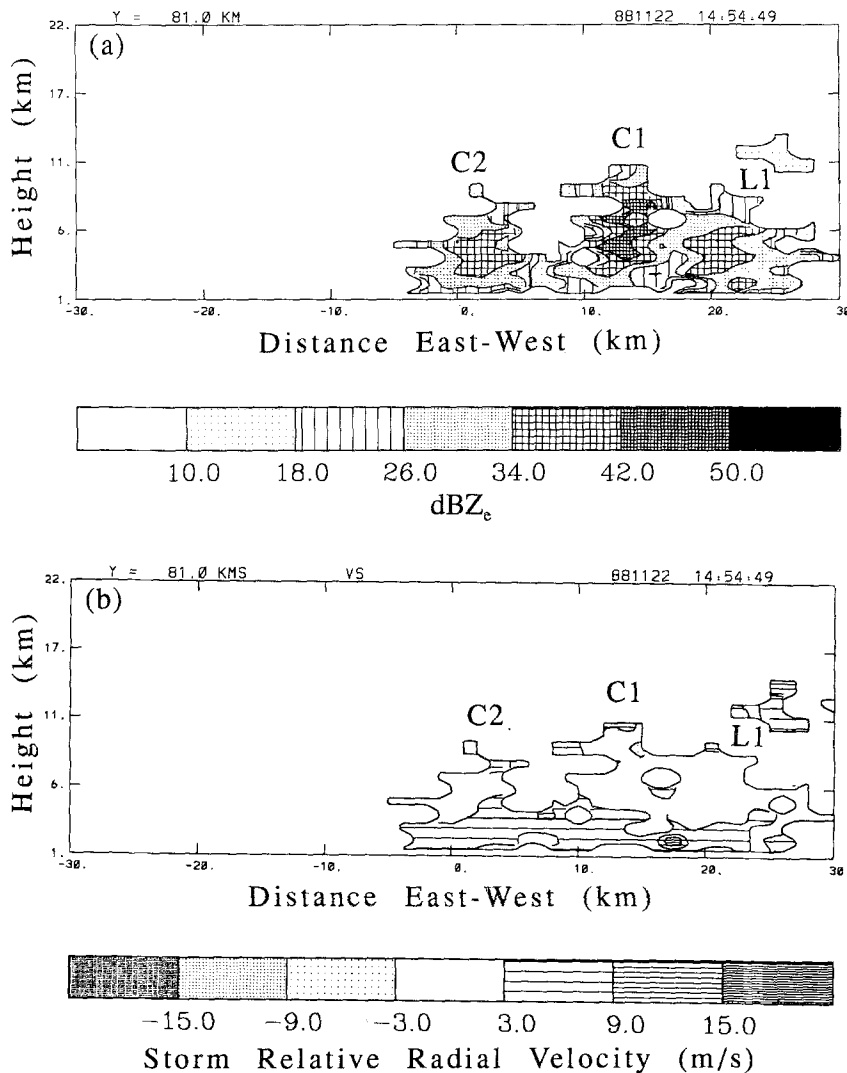 Y = 81.0 KM 881122 14:54:49
(a)
22.
17.
11.
6.
1.
Height (km)
C2
C1
L1
-30. -20. -10. 0. 10. 20. 30
Distance East-West (km)
10.0 18.0 26.0 34.0 42.0 50.0
dBZe
Y = 81.0 KMS VS 881122 14:54:49
(b)
22.
17.
11.
6.
1.
Height (km)
C2
C1
L1
-30. -20. -10. 0. 10. 20. 30
Distance East-West (km)
-15.0 -9.0 -3.0 3.0 9.0 15.0
Storm Relative Radial Velocity (m/s)